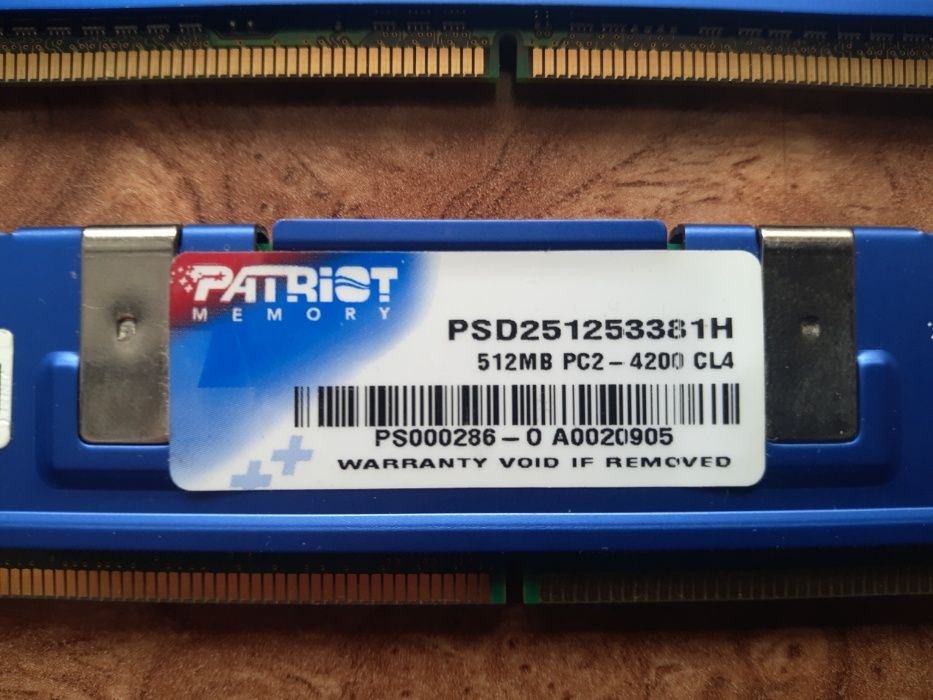 PATRIOT
MEMORY
PSD251253381H
512MB PC2-4200 CL4
PS000286-0 A0020905
WARRANTY VOID IF REMOVED